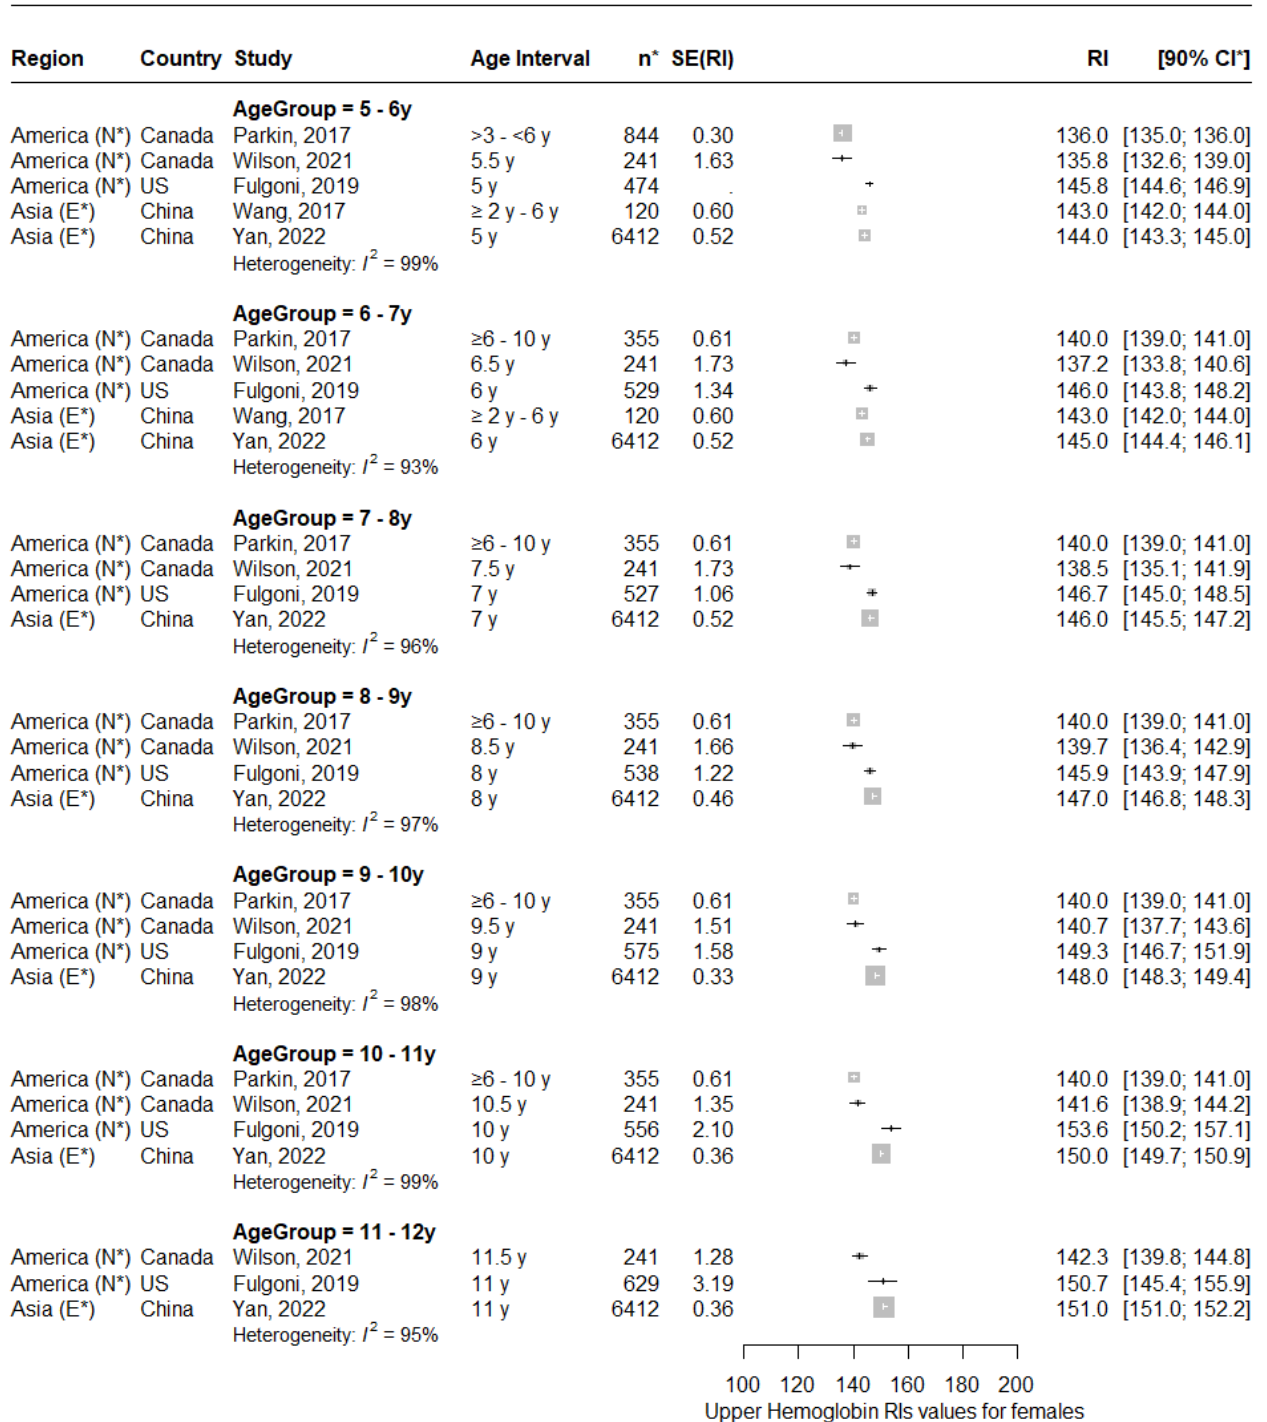 Region Country Study Age Interval n* SE(RI) RI [90% CI*]
AgeGroup = 5 - 6y
America (N*) Canada Parkin, 2017 >3 - <6 y 844 0.30 136.0 [135.0; 136.0]
America (N*) Canada Wilson, 2021 5.5 y 241 1.63 135.8 [132.6; 139.0]
America (N*) US Fulgoni, 2019 5 y 474 . 145.8 [144.6; 146.9]
Asia (E*) China Wang, 2017 ≥ 2 y - 6 y 120 0.60 143.0 [142.0; 144.0]
Asia (E*) China Yan, 2022 5 y 6412 0.52 144.0 [143.3; 145.0]
Heterogeneity: I² = 99%
AgeGroup = 6 - 7y
America (N*) Canada Parkin, 2017 ≥6 - 10 y 355 0.61 140.0 [139.0; 141.0]
America (N*) Canada Wilson, 2021 6.5 y 241 1.73 137.2 [133.8; 140.6]
America (N*) US Fulgoni, 2019 6 y 529 1.34 146.0 [143.8; 148.2]
Asia (E*) China Wang, 2017 ≥ 2 y - 6 y 120 0.60 143.0 [142.0; 144.0]
Asia (E*) China Yan, 2022 6 y 6412 0.52 145.0 [144.4; 146.1]
Heterogeneity: I² = 93%
AgeGroup = 7 - 8y
America (N*) Canada Parkin, 2017 ≥6 - 10 y 355 0.61 140.0 [139.0; 141.0]
America (N*) Canada Wilson, 2021 7.5 y 241 1.73 138.5 [135.1; 141.9]
America (N*) US Fulgoni, 2019 7 y 527 1.06 146.7 [145.0; 148.5]
Asia (E*) China Yan, 2022 7 y 6412 0.52 146.0 [145.5; 147.2]
Heterogeneity: I² = 96%
AgeGroup = 8 - 9y
America (N*) Canada Parkin, 2017 ≥6 - 10 y 355 0.61 140.0 [139.0; 141.0]
America (N*) Canada Wilson, 2021 8.5 y 241 1.66 139.7 [136.4; 142.9]
America (N*) US Fulgoni, 2019 8 y 538 1.22 145.9 [143.9; 147.9]
Asia (E*) China Yan, 2022 8 y 6412 0.46 147.0 [146.8; 148.3]
Heterogeneity: I² = 97%
AgeGroup = 9 - 10y
America (N*) Canada Parkin, 2017 ≥6 - 10 y 355 0.61 140.0 [139.0; 141.0]
America (N*) Canada Wilson, 2021 9.5 y 241 1.51 140.7 [137.7; 143.6]
America (N*) US Fulgoni, 2019 9 y 575 1.58 149.3 [146.7; 151.9]
Asia (E*) China Yan, 2022 9 y 6412 0.33 148.0 [148.3; 149.4]
Heterogeneity: I² = 98%
AgeGroup = 10 - 11y
America (N*) Canada Parkin, 2017 ≥6 - 10 y 355 0.61 140.0 [139.0; 141.0]
America (N*) Canada Wilson, 2021 10.5 y 241 1.35 141.6 [138.9; 144.2]
America (N*) US Fulgoni, 2019 10 y 556 2.10 153.6 [150.2; 157.1]
Asia (E*) China Yan, 2022 10 y 6412 0.36 150.0 [149.7; 150.9]
Heterogeneity: I² = 99%
AgeGroup = 11 - 12y
America (N*) Canada Wilson, 2021 11.5 y 241 1.28 142.3 [139.8; 144.8]
America (N*) US Fulgoni, 2019 11 y 629 3.19 150.7 [145.4; 155.9]
Asia (E*) China Yan, 2022 11 y 6412 0.36 151.0 [151.0; 152.2]
Heterogeneity: I² = 95%
100 120 140 160 180 200
Upper Hemoglobin RIs values for females